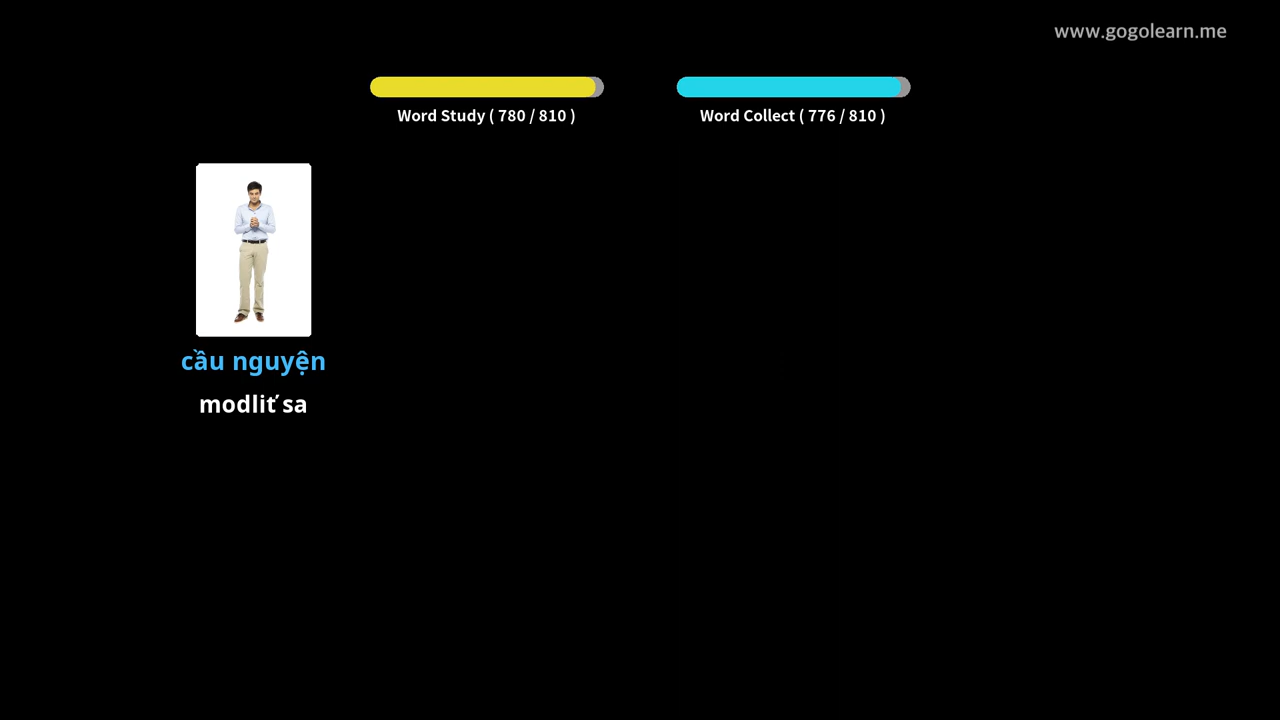 www.gogolearn.me
Word Study ( 780 / 810 )
Word Collect ( 776 / 810 )
cầu nguyện
modliť sa